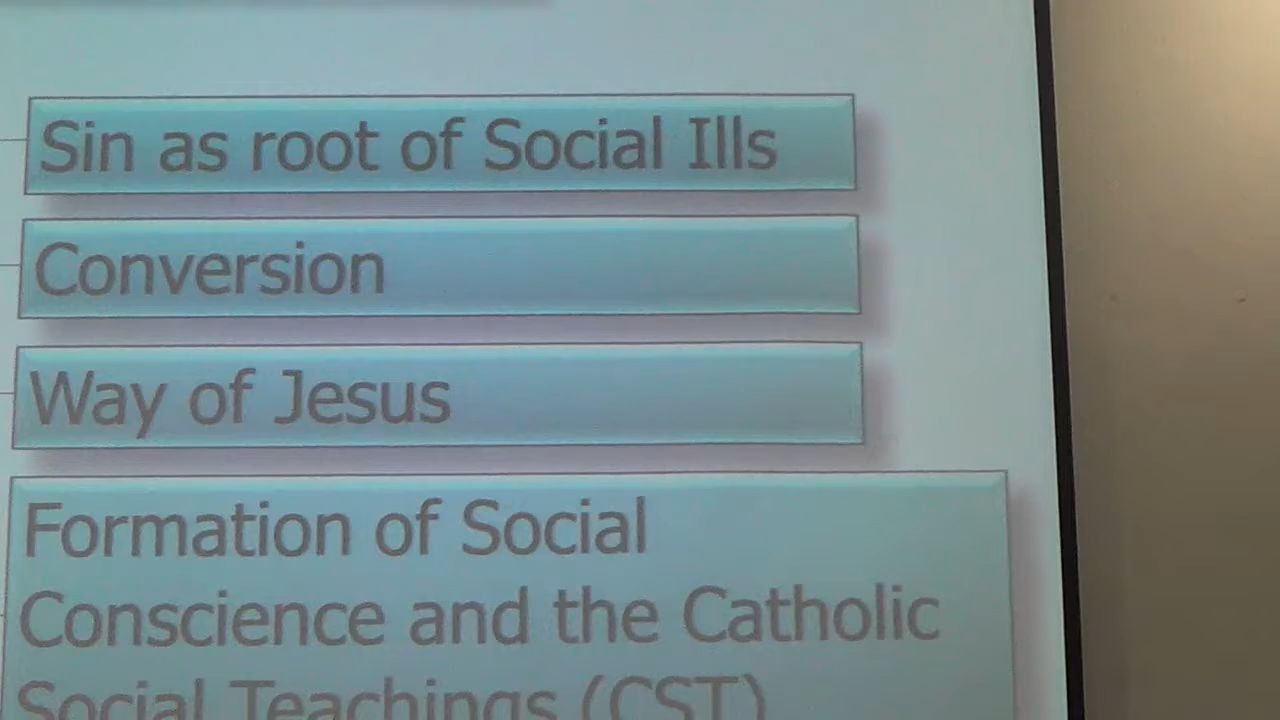 Sin as root of Social Ills
Conversion
Way of Jesus
Formation of Social
Conscience and the Catholic
Social Teachings (CST)